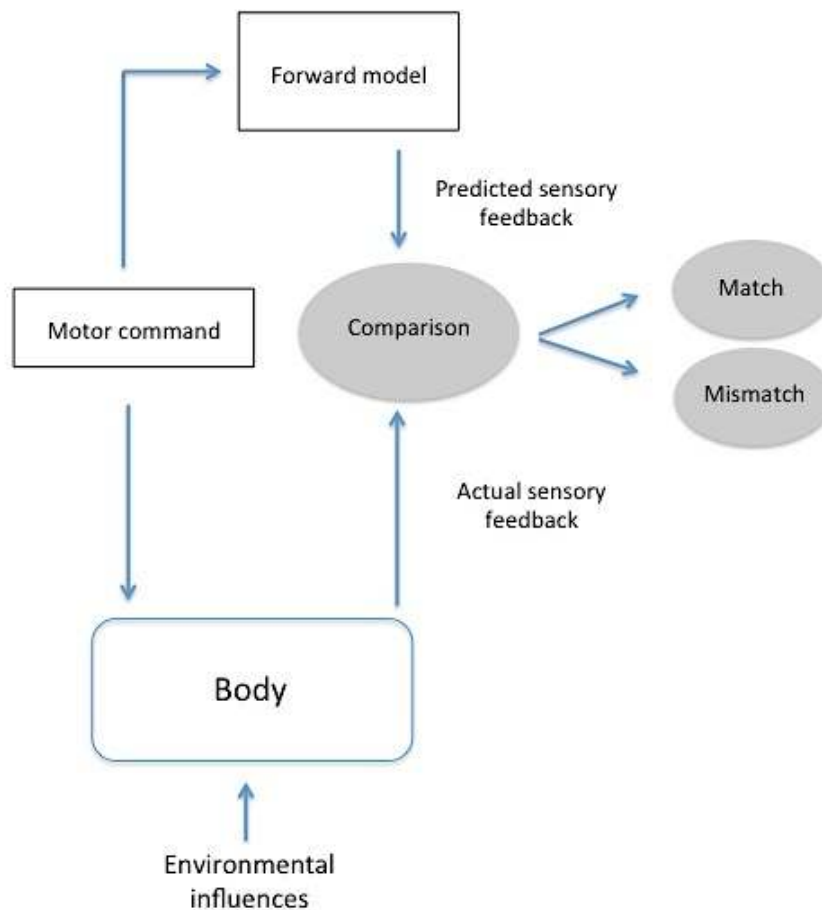 Forward model
Predicted sensory
feedback
Match
Motor command
Comparison
Mismatch
Actual sensory
feedback
Body
Environmental
influences